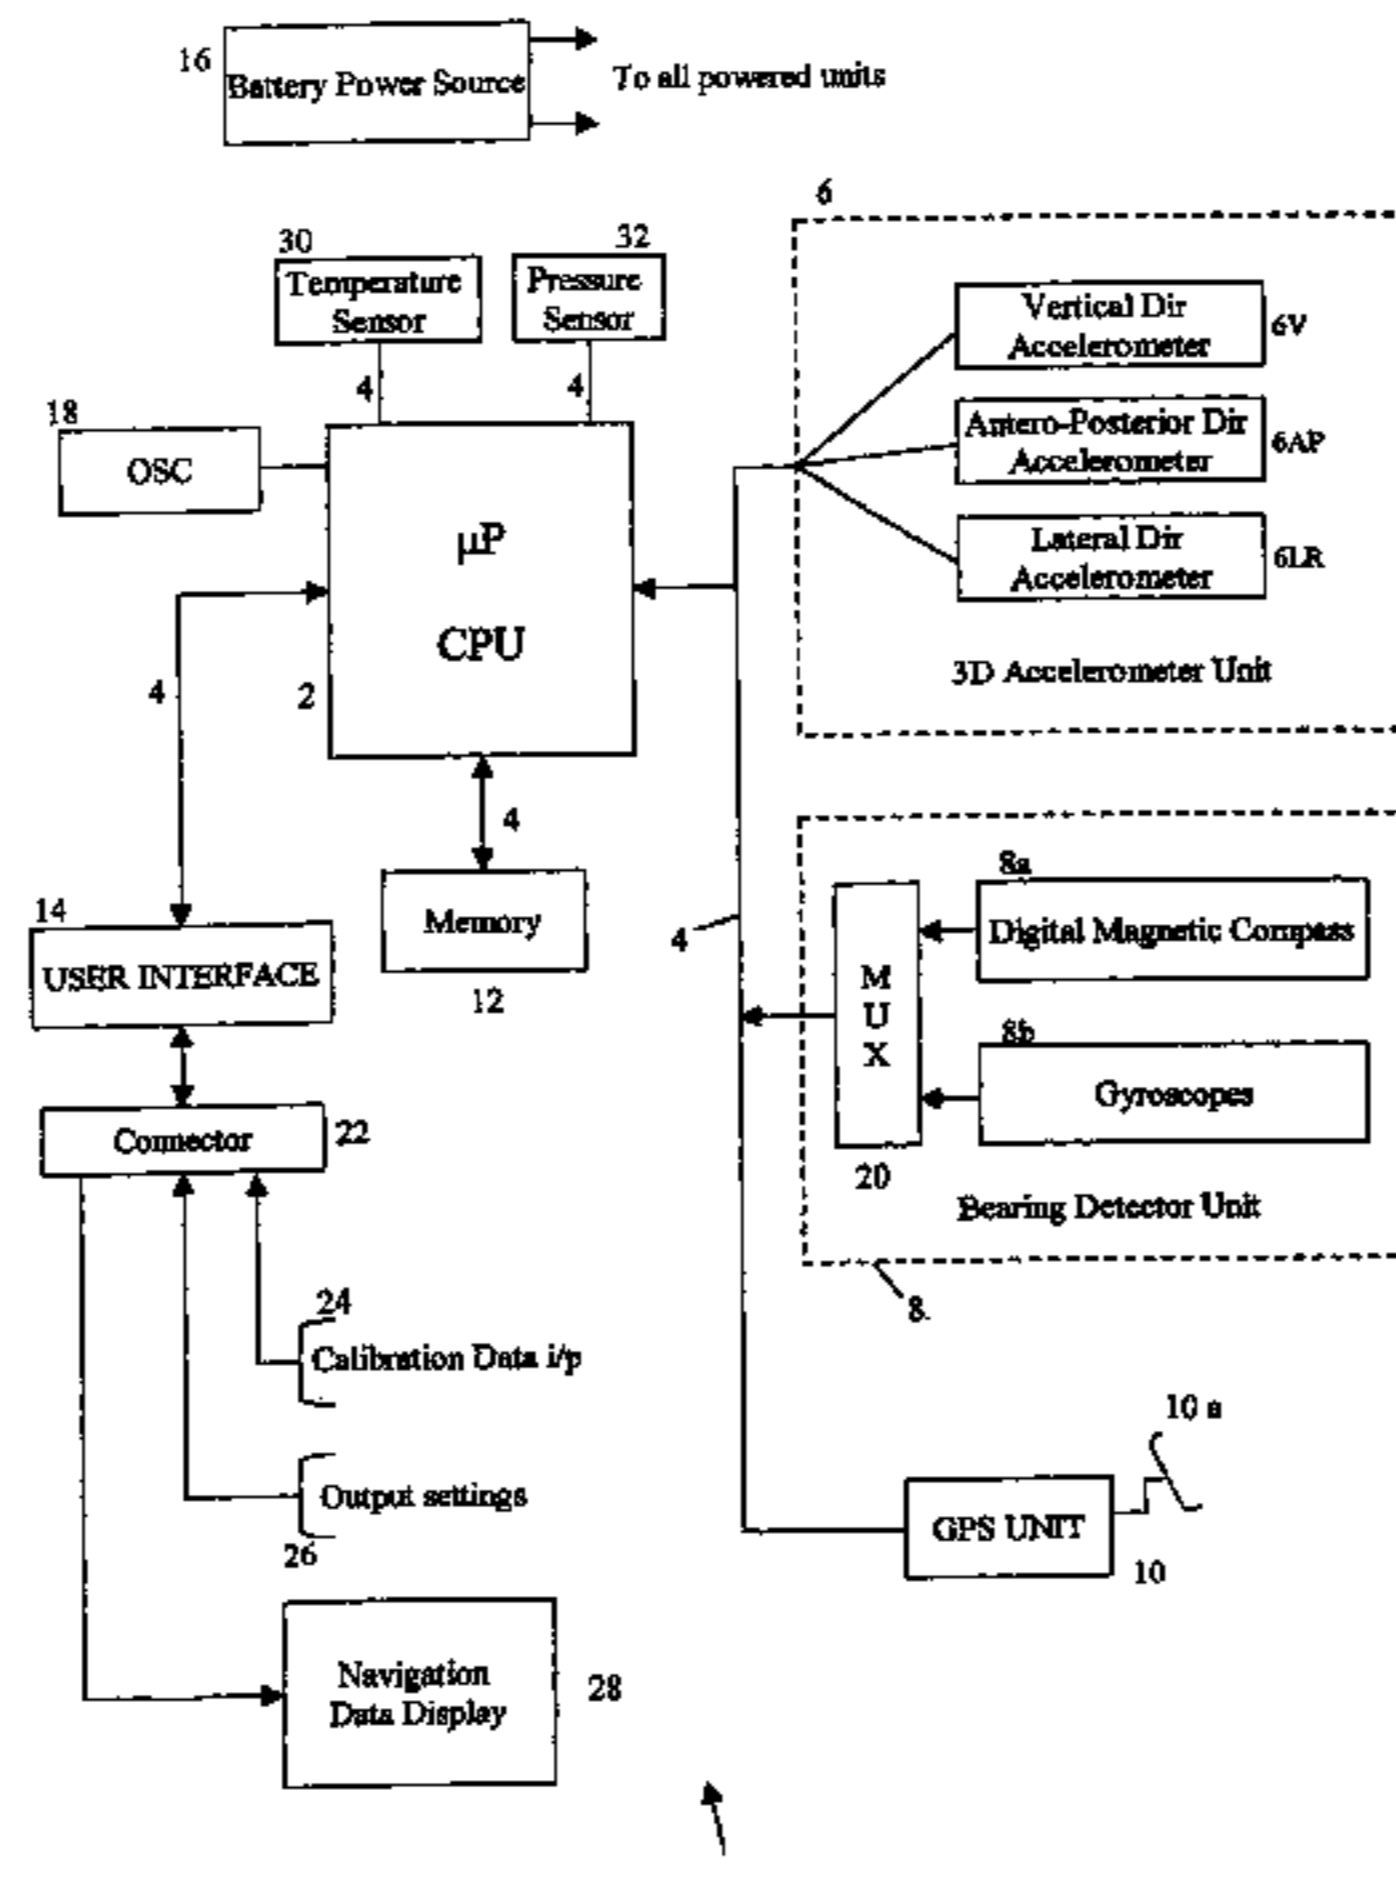 16
Battery Power Source
To all powered units
6
30
Temperature
Sensor
32
Pressure
Sensor
4
4
Vertical Dir
Accelerometer
6V
Antero-Posterior Dir
Accelerometer
6AP
Lateral Dir
Accelerometer
6LR
3D Accelerometer Unit
18
OSC
μP
CPU
2
4
4
Memory
12
14
USER INTERFACE
Connector
22
4
8a
Digital Magnetic Compass
M
U
X
8b
Gyroscopes
20
Bearing Detector Unit
8
24
Calibration Data i/p
Output settings
26
10 a
GPS UNIT
10
Navigation
Data Display
28